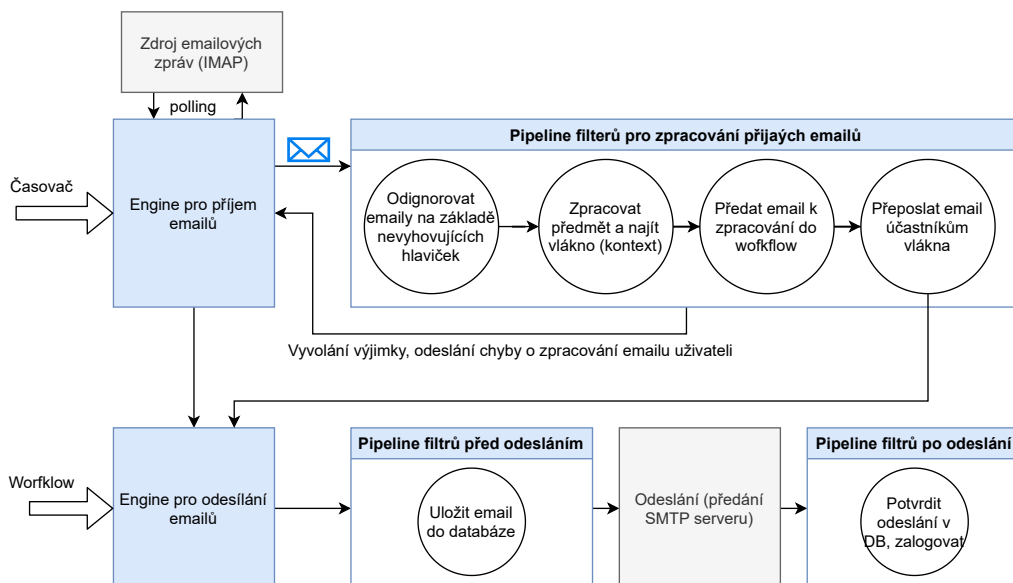 Zdroj emailových
zpráv (IMAP)
polling
Pipeline filterů pro zpracování přijaých emailů
Časovač
Engine pro příjem
emailů
Odignorovat
emaily na základě
nevyhovujících
hlaviček
Zpracovat
předmět a najít
vlákno (kontext)
Předat email k
zpracování do
wofkflow
Přeposlat email
účastníkům
vlákna
Vyvolání výjimky, odeslání chyby o zpracování emailu uživateli
Pipeline filtrů před odesláním
Pipeline filtrů po odeslání
Worfklow
Engine pro odesílání
emailů
Uložit email
do databáze
Odeslání (předání
SMTP serveru)
Potvrdit
odeslání v
DB, zalogovat